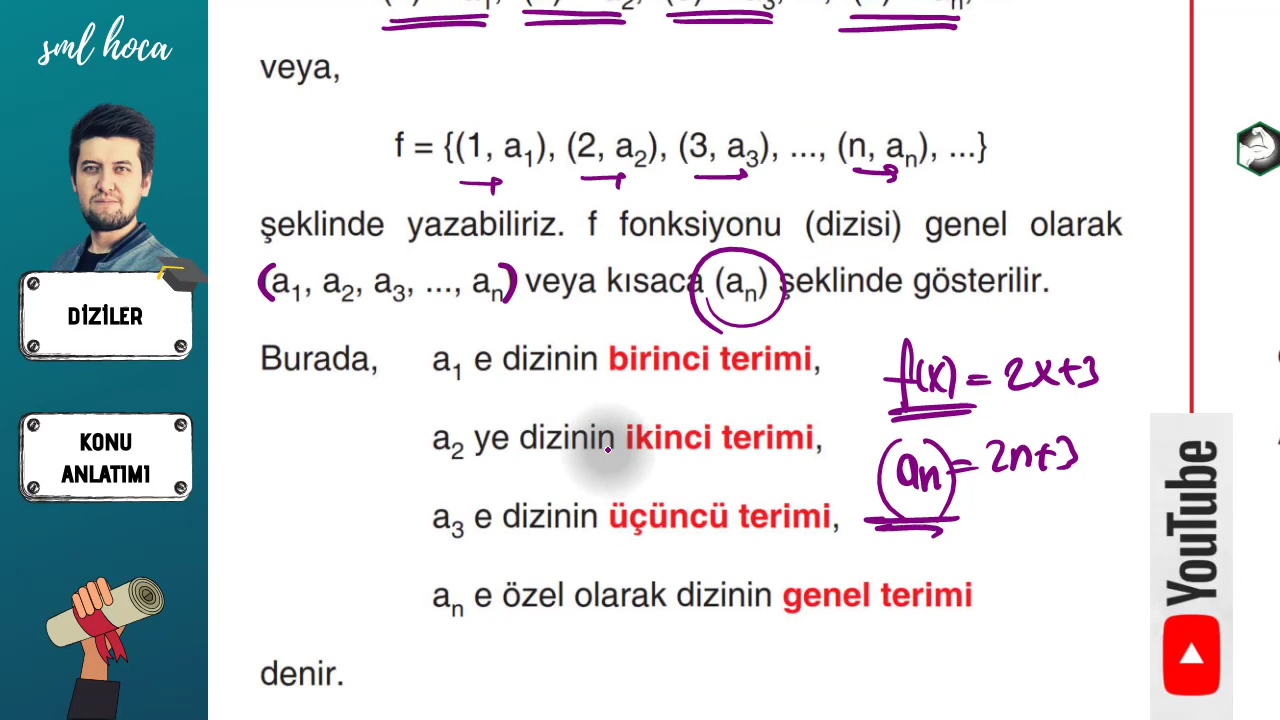 sml hoca
veya,
f = {(1, a₁), (2, a₂), (3, a₃), ..., (n, aₙ), ...}
şeklinde yazabiliriz. f fonksiyonu (dizisi) genel olarak
(a₁, a₂, a₃, ..., aₙ) veya kısaca (aₙ) şeklinde gösterilir.
DİZİLER
Burada, a₁ e dizinin birinci terimi,
f(x) = 2x+3
a₂ ye dizinin ikinci terimi,
aₙ = 2n+3
KONU
ANLATIMI
a₃ e dizinin üçüncü terimi,
aₙ e özel olarak dizinin genel terimi
denir.
YouTube